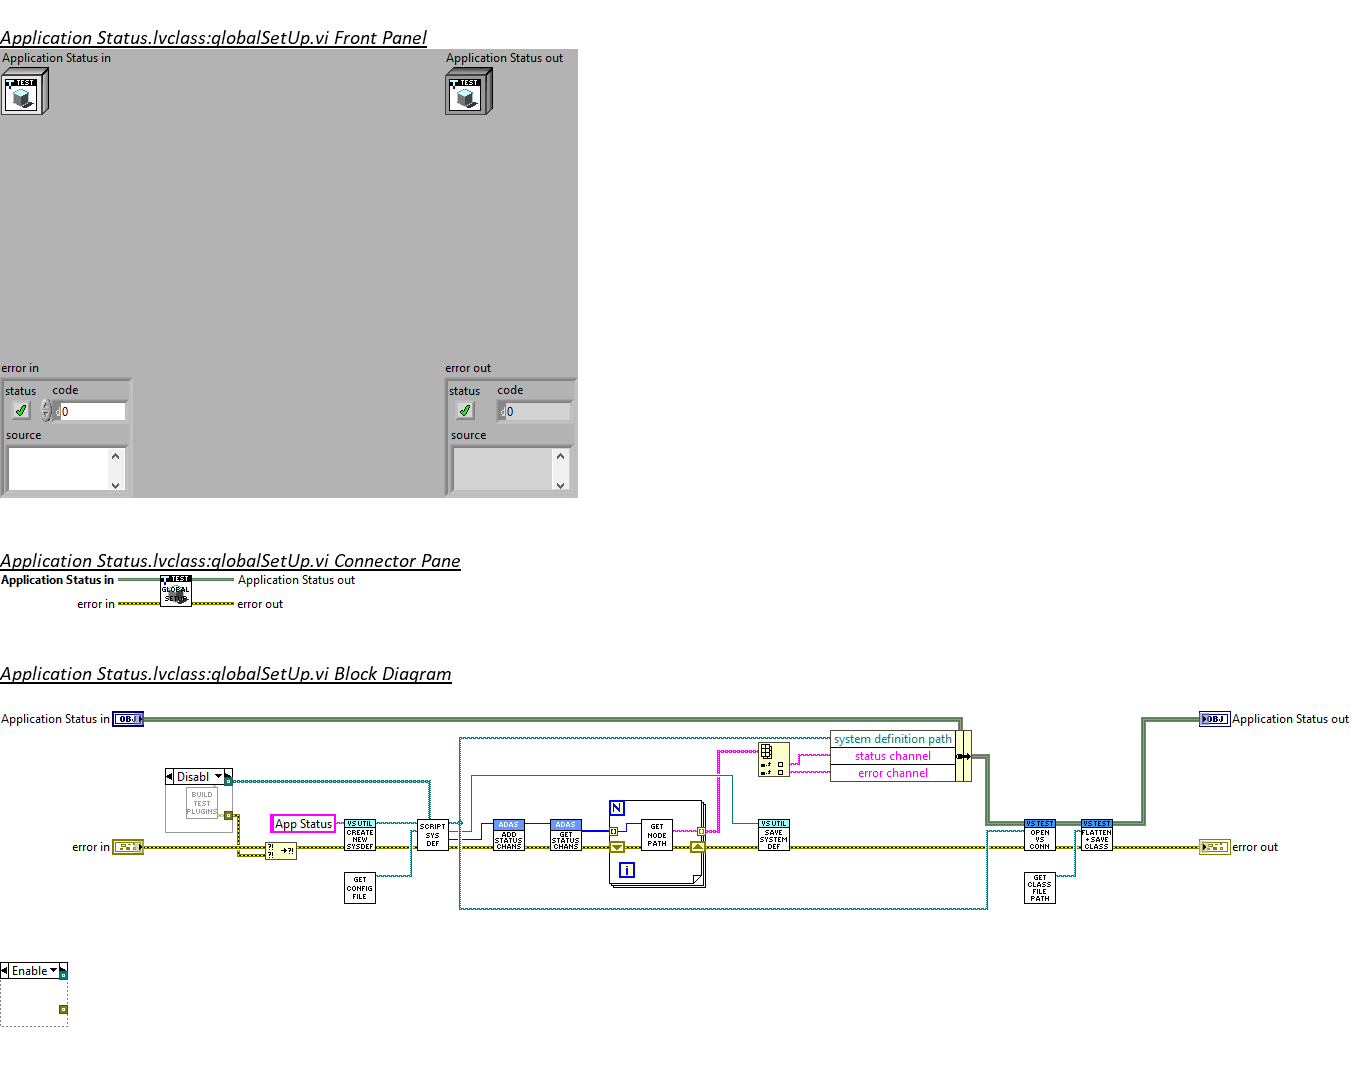 Application Status.lvclass:globalSetUp.vi Front Panel
Application Status in
Application Status out
TEST
TEST
error in
error out
status code
status code
0
0
source
source
Application Status.lvclass:globalSetUp.vi Connector Pane
Application Status in
TEST
GLOBAL
SETUP
Application Status out
error in
error out
Application Status.lvclass:globalSetUp.vi Block Diagram
Application Status in
OBJ
OBJ
Application Status out
system definition path
status channel
error channel
Disabl
BUILD
TEST
PLUGINS
App Status
VS UTIL
CREATE
NEW
SYSDEF
SCRIPT
SYS
DEF
ADAS
ADD
STATUS
CHANS
ADAS
GET
STATUS
CHANS
N
GET
NODE
PATH
i
VS UTIL
SAVE
SYSTEM
DEF
VS TEST
OPEN
VS
CONN
VS TEST
FLATTEN
+ SAVE
CLASS
error in
error out
GET
CONFIG
FILE
GET
CLASS
FILE
PATH
Enable